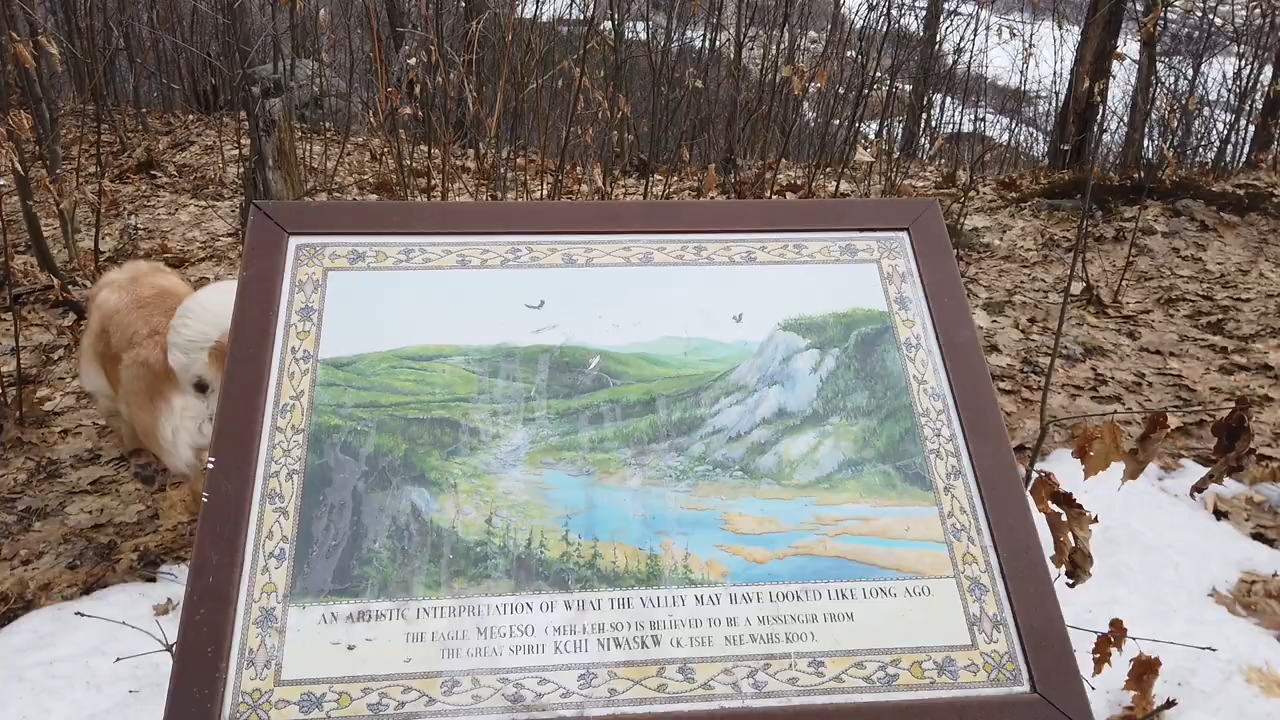 AN ARTISTIC INTERPRETATION OF WHAT THE VALLEY MAY HAVE LOOKED LIKE LONG AGO.
THE EAGLE, MEGESO, (MEH-KEH-SO) IS BELIEVED TO BE A MESSENGER FROM
THE GREAT SPIRIT KCHI NIWASKW (K-TSEE NEE-WAHS-KOO).